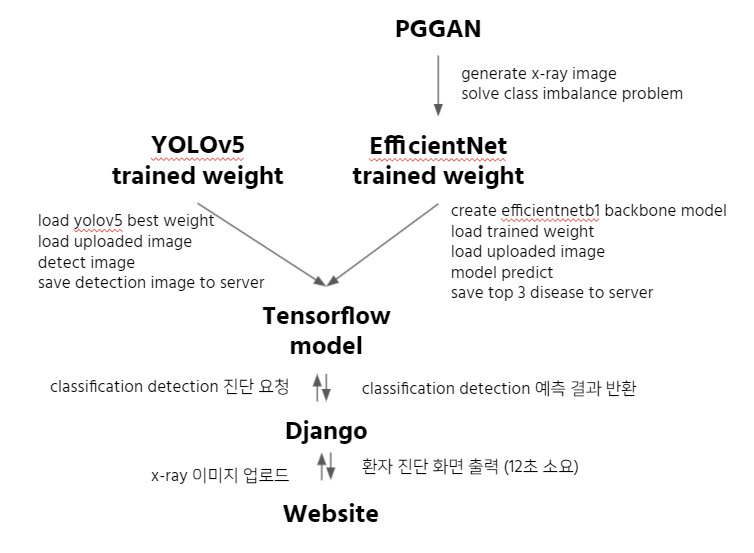 PGGAN
generate x-ray image
solve class imbalance problem
YOLOv5
trained weight
EfficientNet
trained weight
load yolov5 best weight
load uploaded image
detect image
save detection image to server
create efficientnetb1 backbone model
load trained weight
load uploaded image
model predict
save top 3 disease to server
Tensorflow
model
classification detection 진단 요청
classification detection 예측 결과 반환
Django
x-ray 이미지 업로드
환자 진단 화면 출력 (12초 소요)
Website